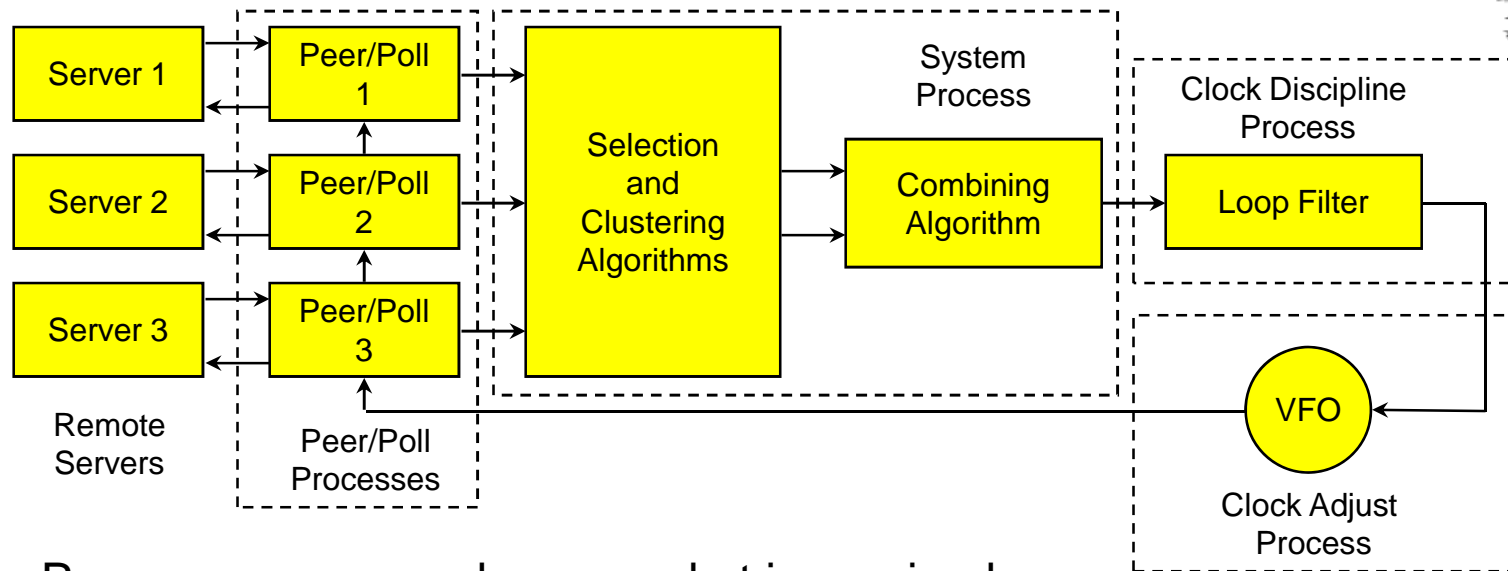 Server 1
Peer/Poll
1
Server 2
Peer/Poll
2
Server 3
Peer/Poll
3
Remote
Servers
Peer/Poll
Processes
Selection
and
Clustering
Algorithms
System
Process
Combining
Algorithm
Clock Discipline
Process
Loop Filter
VFO
Clock Adjust
Process